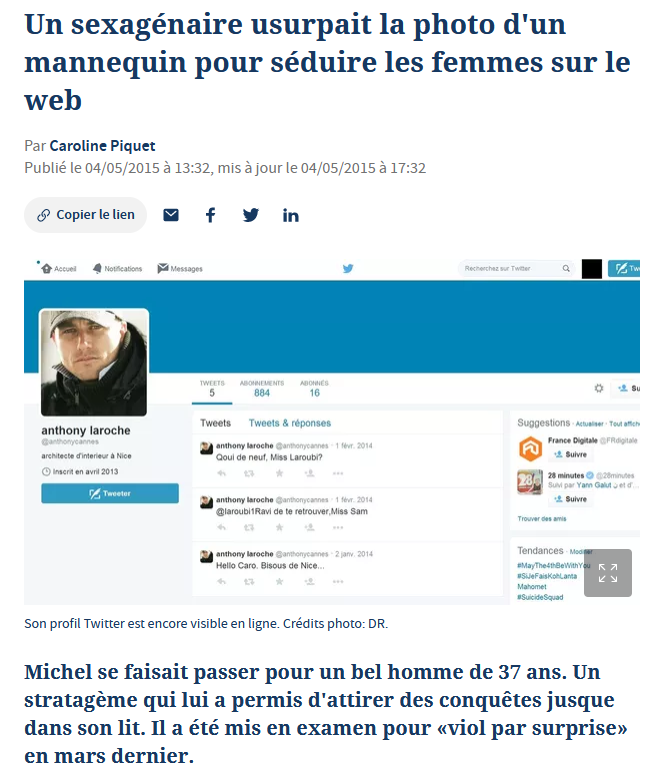 Un sexagénaire usurpait la photo d'un
mannequin pour séduire les femmes sur le
web
Par Caroline Piquet
Publié le 04/05/2015 à 13:32, mis à jour le 04/05/2015 à 17:32
Copier le lien
Accueil Notifications Messages Recherchez sur Twitter Tw
TWEETS ABONNEMENTS ABONNÉS
5 884 16 Su
anthony laroche
@anthonycannes
architecte d'interieur à Nice
Inscrit en avril 2013
Tweeter
Tweets Tweets & réponses
anthony laroche @anthonycannes · 1 févr. 2014
Qoui de neuf, Miss Laroubi?
anthony laroche @anthonycannes · 1 févr. 2014
@laroubi1Ravi de te retrouver,Miss Sam
anthony laroche @anthonycannes · 2 janv. 2014
Hello Caro. Bisous de Nice...
Suggestions · Actualiser · Tout affich
France Digitale @FRdigitale
Suivre
28 minutes @28minutes
Suivi par Yann Galut et d'...
Suivre
Trouver des amis
Tendances · Modifier
#MayThe4thBeWithYou
#SiJeFaisKohLanta
Mahomet
#SuicideSquad
Son profil Twitter est encore visible en ligne. Crédits photo: DR.
Michel se faisait passer pour un bel homme de 37 ans. Un
stratagème qui lui a permis d'attirer des conquêtes jusque
dans son lit. Il a été mis en examen pour «viol par surprise»
en mars dernier.